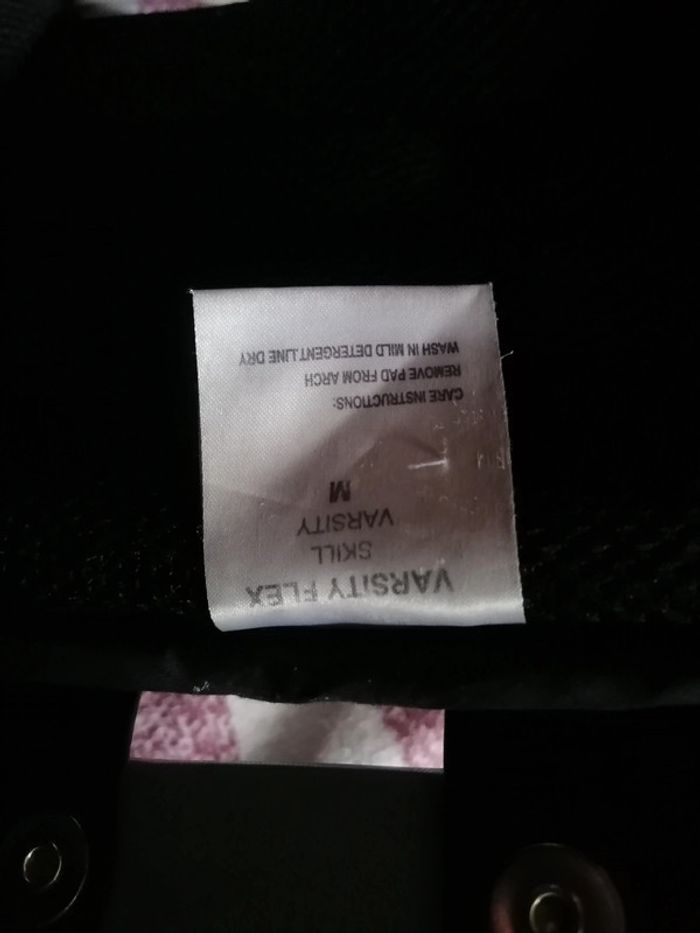 VARSITY FLEX
SKILL
VARSITY
M
CARE INSTRUCTIONS:
REMOVE PAD FROM ARCH
WASH IN MILD DETERGENT.LINE DRY